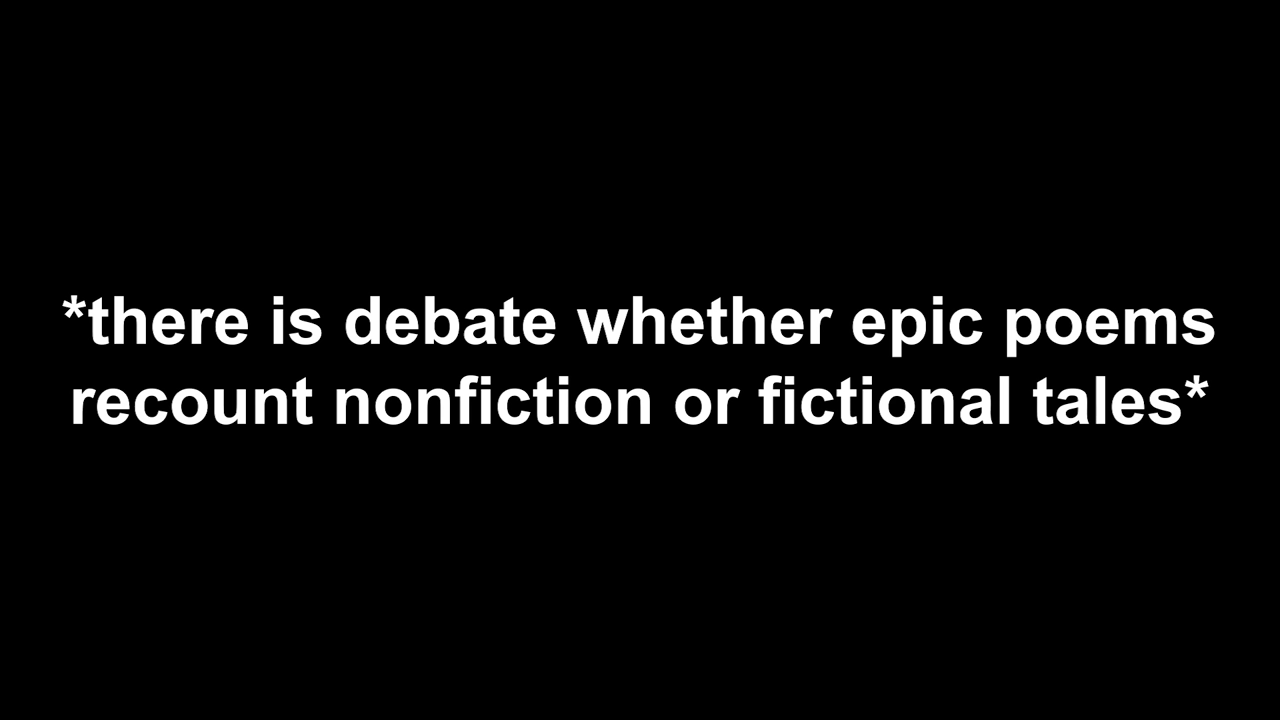 *there is debate whether epic poems
recount nonfiction or fictional tales*